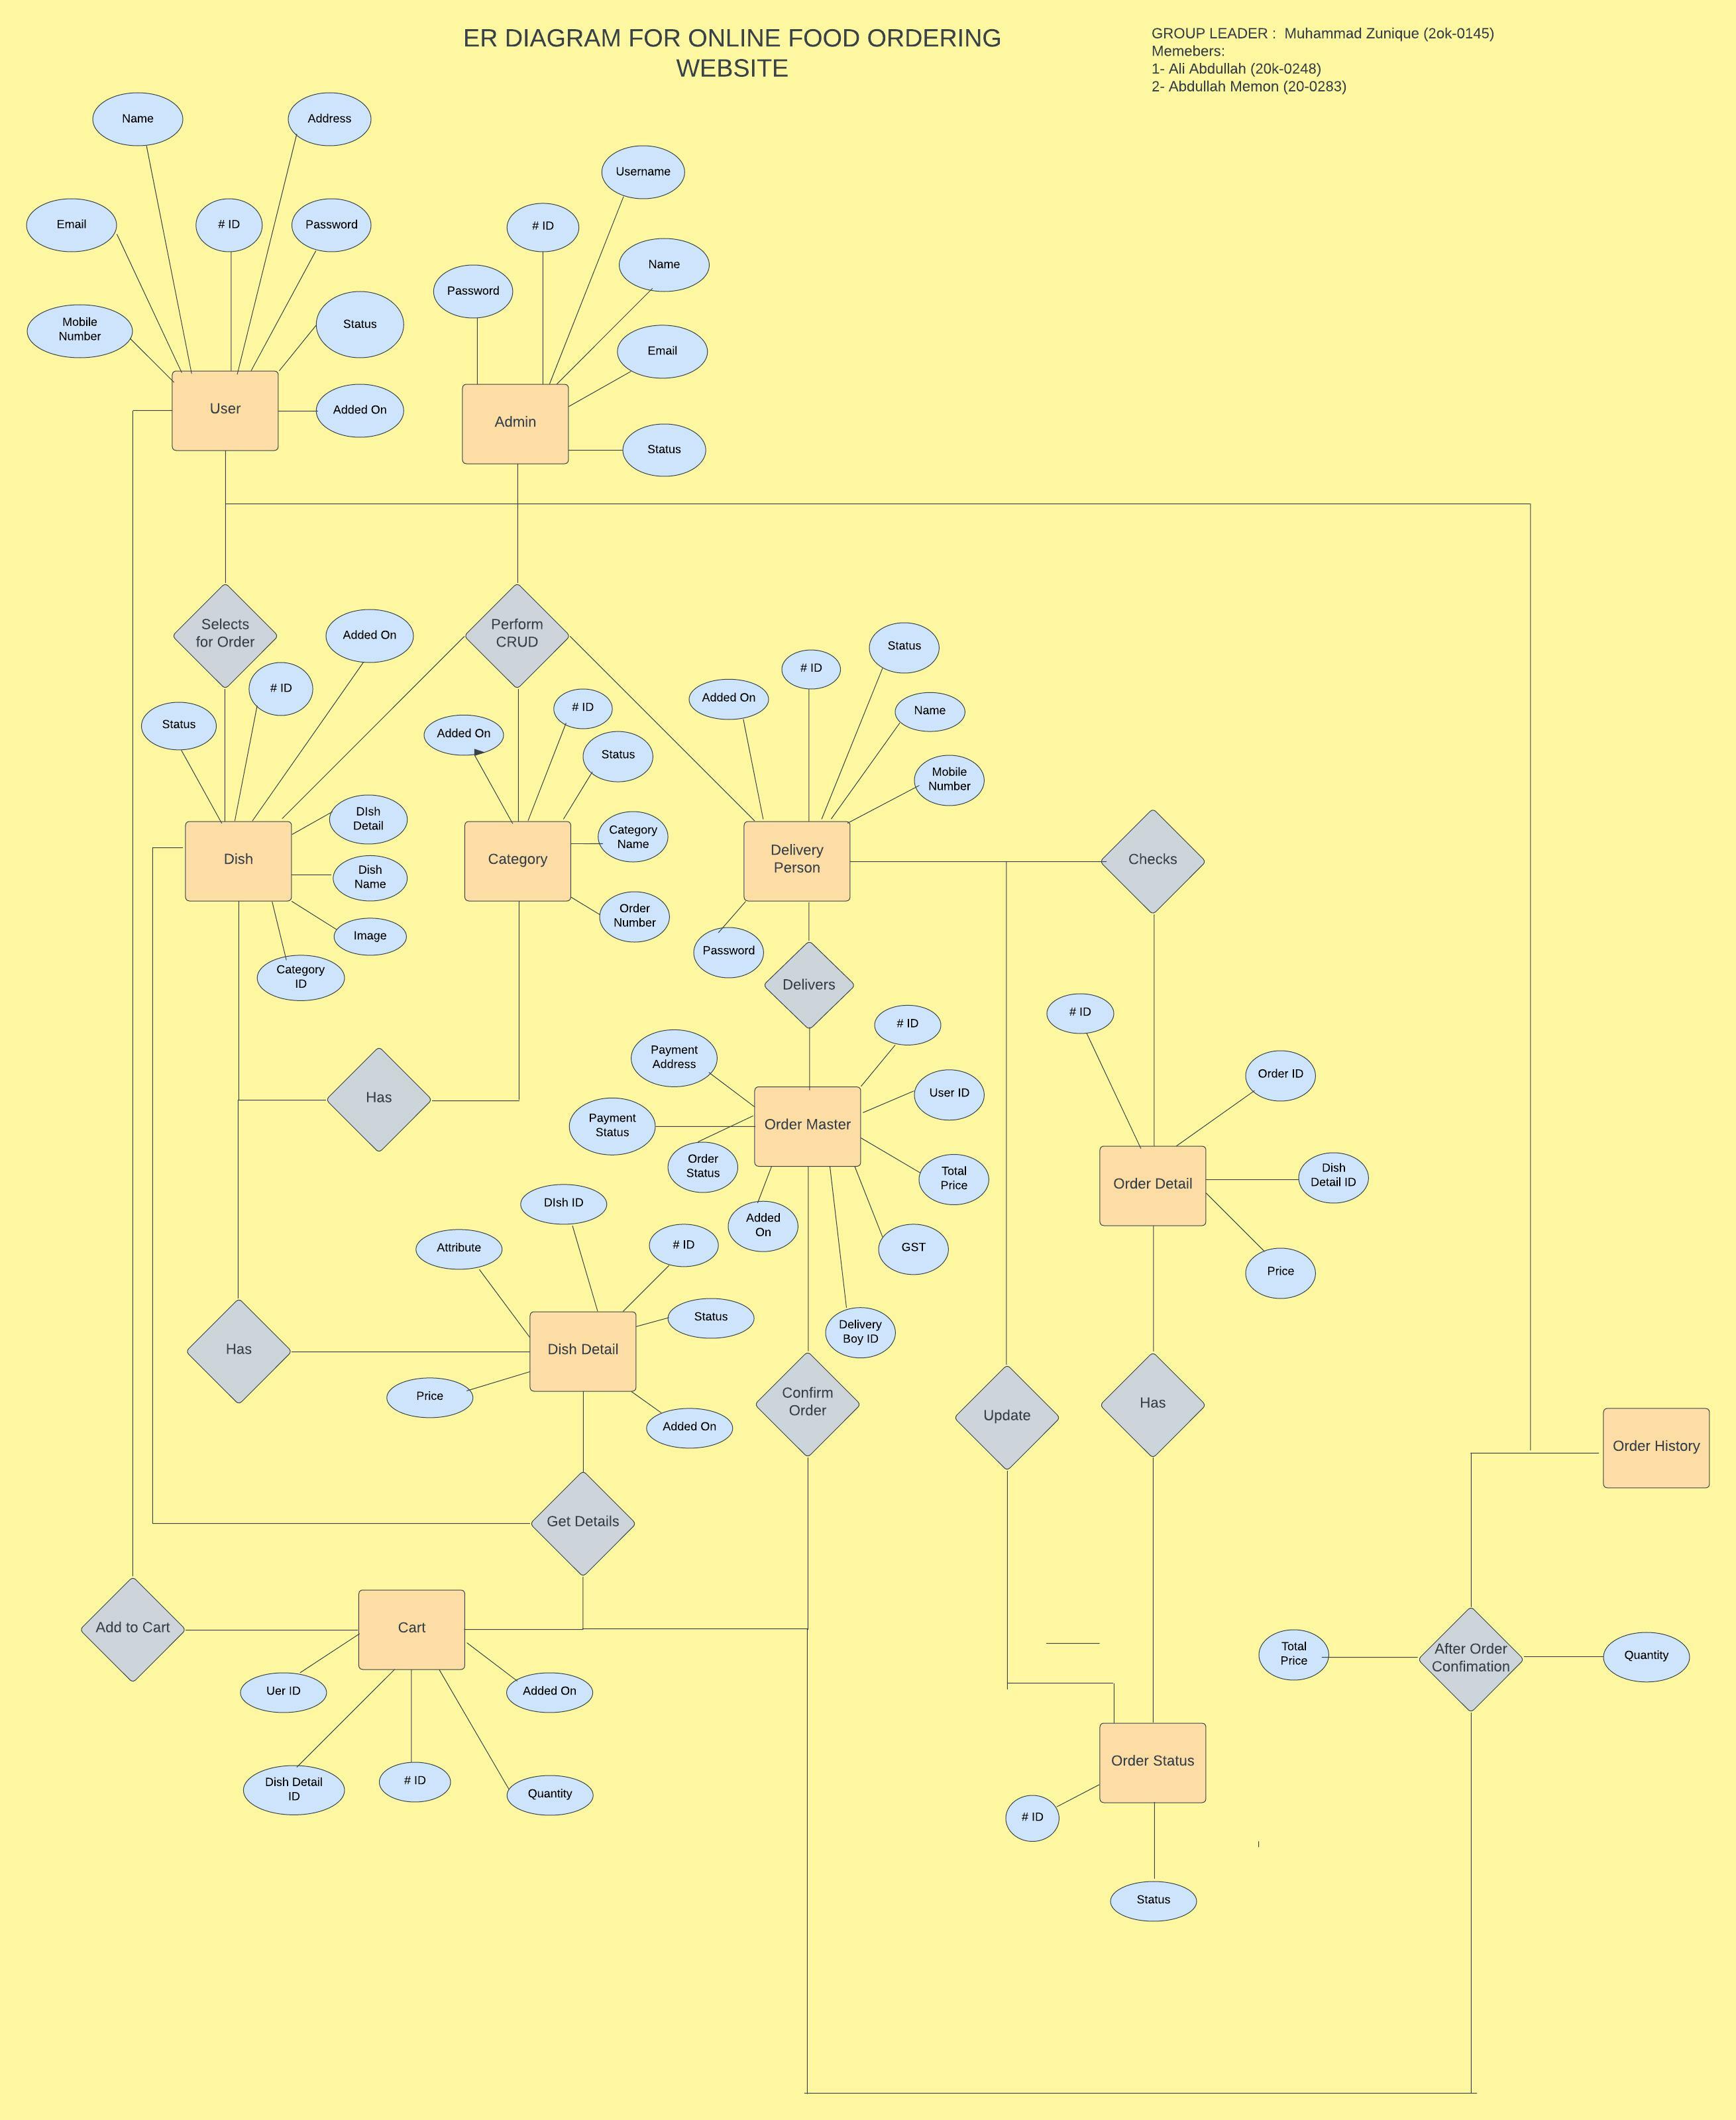 ER DIAGRAM FOR ONLINE FOOD ORDERING
WEBSITE
GROUP LEADER :  Muhammad Zunique (2ok-0145)
Memebers:
1- Ali Abdullah (20k-0248)
2- Abdullah Memon (20-0283)
Name
Address
Email
# ID
Password
Mobile
Number
Status
User
Added On
Username
# ID
Name
Password
Email
Admin
Status
Selects
for Order
Added On
# ID
Status
DIsh
Detail
Dish
Dish
Name
Image
Category
ID
Perform
CRUD
Added On
# ID
Status
Category
Name
Category
Order
Number
Status
# ID
Added On
Name
Mobile
Number
Delivery
Person
Password
Checks
Delivers
Has
# ID
Payment
Address
User ID
Payment
Status
Order Master
Order
Status
Total
Price
Added
On
GST
Delivery
Boy ID
# ID
Order ID
Order Detail
Dish
Detail ID
Price
DIsh ID
Attribute
# ID
Status
Has
Dish Detail
Price
Added On
Confirm
Order
Update
Has
Order History
Get Details
Add to Cart
Cart
Uer ID
Added On
Dish Detail
ID
# ID
Quantity
Total
Price
After Order
Confimation
Quantity
Order Status
# ID
Status